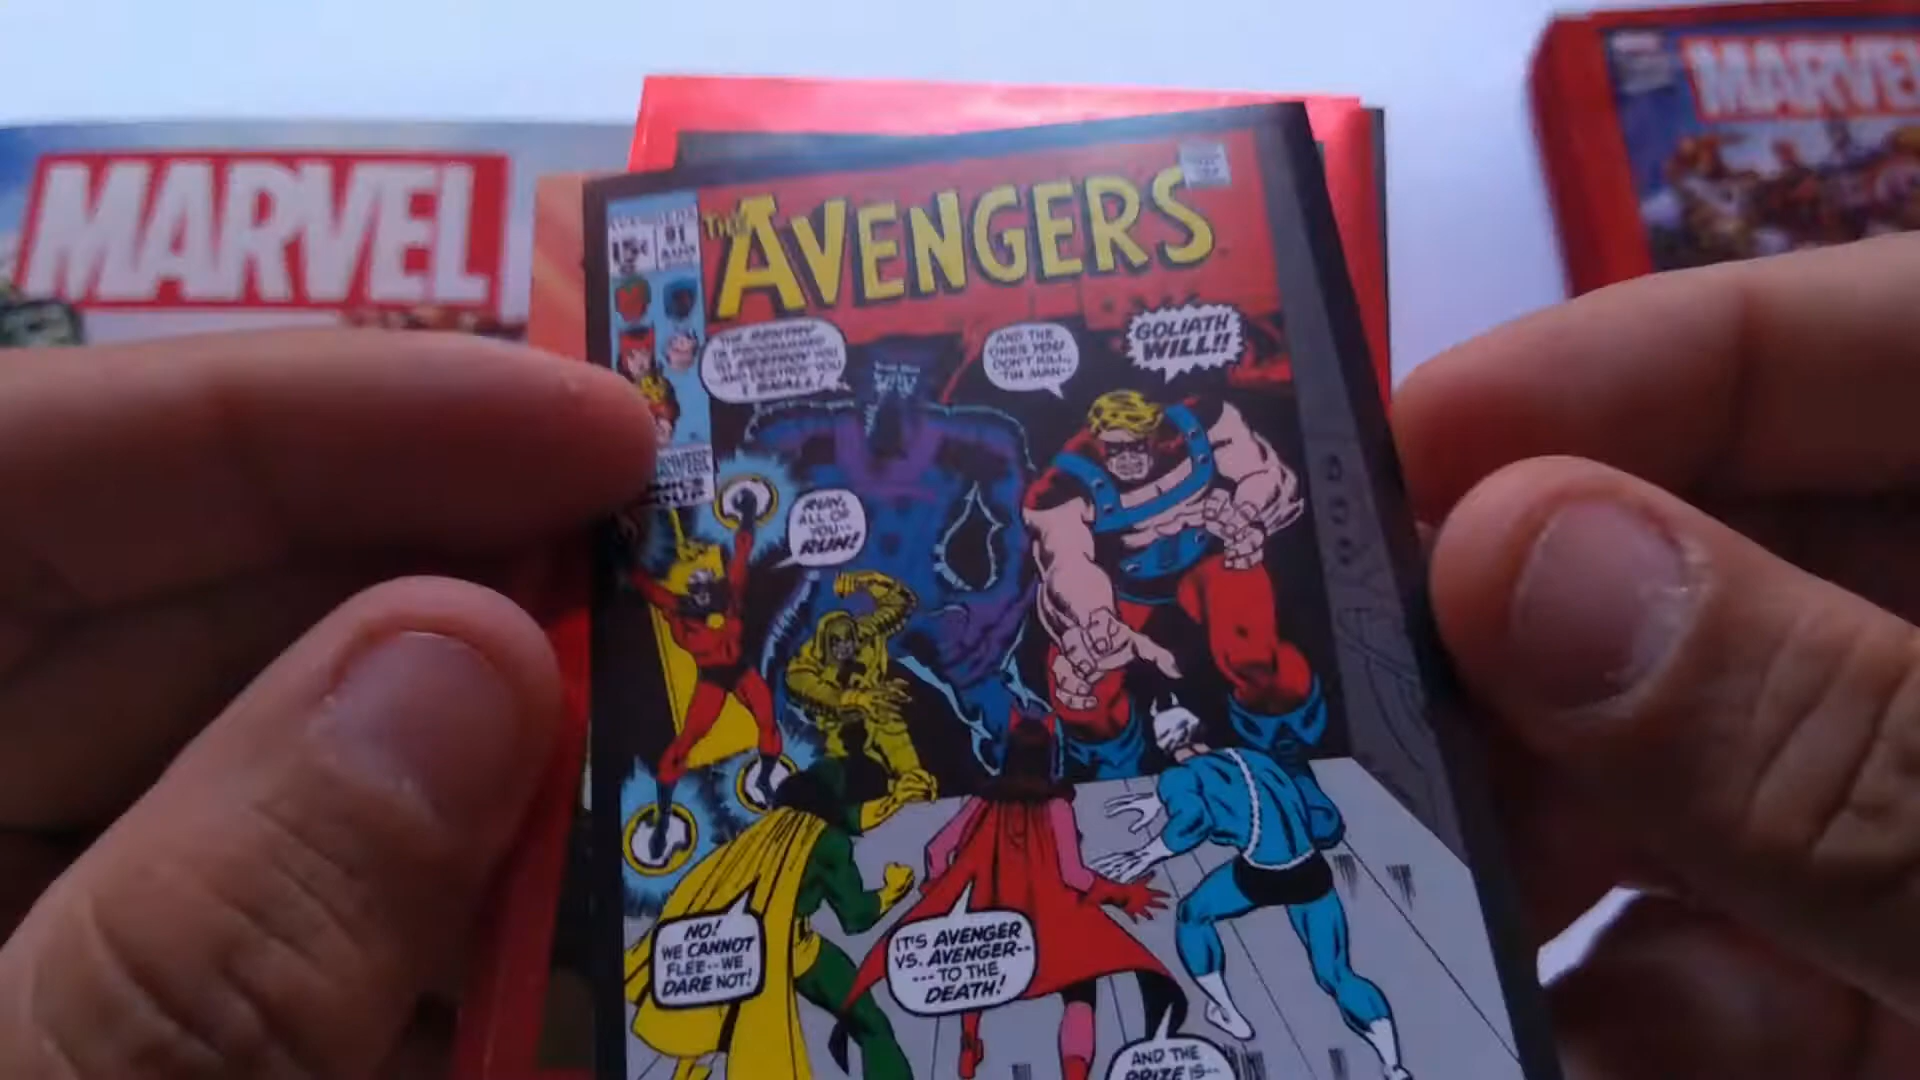 MARVEL
MARVEL
THE AVENGERS
15¢
91
AUG
THE SENTRY
IS PROGRAMMED
TO DESTROY YOU
--AND DESTROY YOU
I SHALL!
AND THE
ONES YOU
DON'T KILL,
TIN MAN--
GOLIATH
WILL!!
RUN,
ALL OF
YOU--
RUN!
NO!
WE CANNOT
FLEE--WE
DARE NOT!
IT'S AVENGER
VS. AVENGER--
---TO THE
DEATH!
AND THE
PRIZE IS--